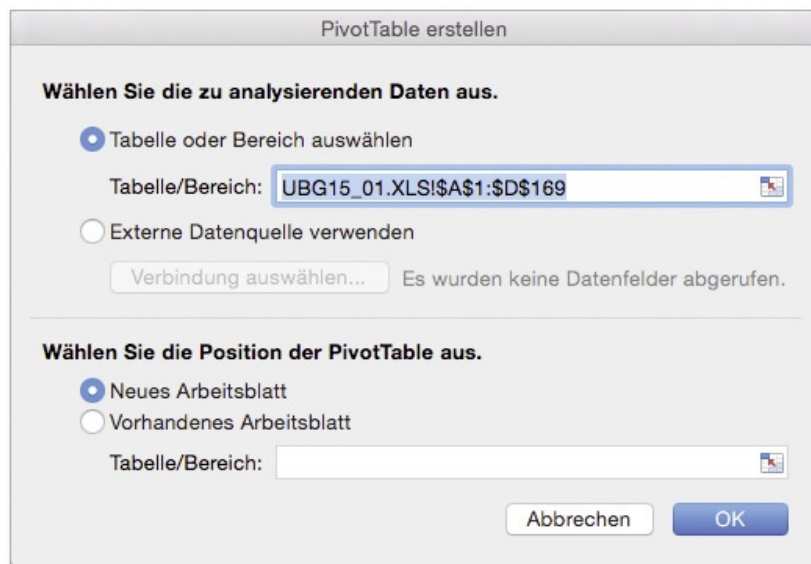 PivotTable erstellen
Wählen Sie die zu analysierenden Daten aus.
Tabelle oder Bereich auswählen
Tabelle/Bereich: UBG15_01.XLS!$A$1:$D$169
Externe Datenquelle verwenden
Verbindung auswählen... Es wurden keine Datenfelder abgerufen.
Wählen Sie die Position der PivotTable aus.
Neues Arbeitsblatt
Vorhandenes Arbeitsblatt
Tabelle/Bereich:
Abbrechen OK